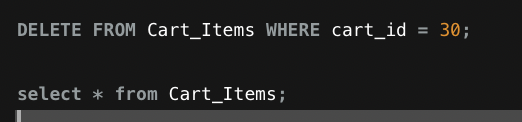 DELETE FROM Cart_Items WHERE cart_id = 30;
select * from Cart_Items;